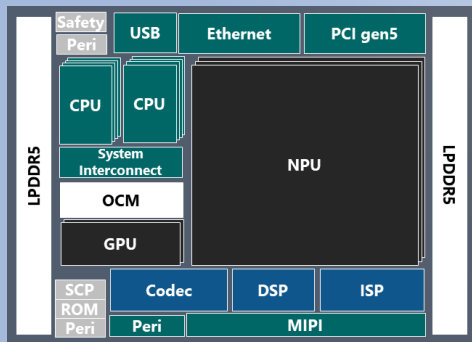 Safety
Peri
USB
Ethernet
PCI gen5
LPDDR5
CPU
CPU
NPU
LPDDR5
System
Interconnect
OCM
GPU
SCP
ROM
Peri
Codec
DSP
ISP
Peri
MIPI